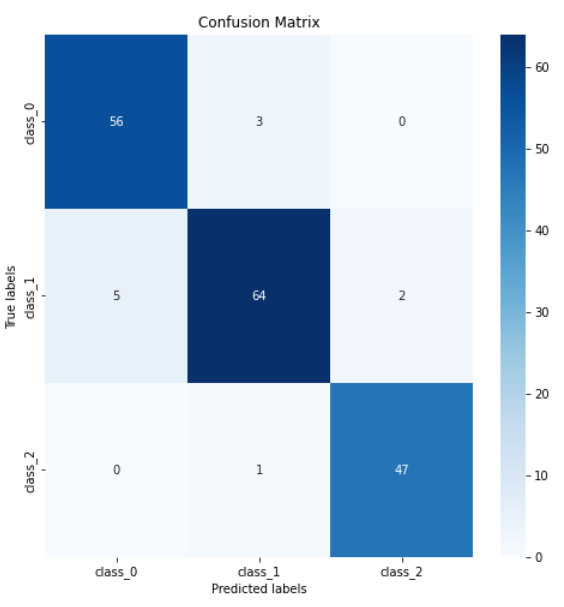 Confusion Matrix
True labels
class_0
56 3 0
class_1
5 64 2
class_2
0 1 47
class_0 class_1 class_2
Predicted labels
60
50
40
30
20
10
0